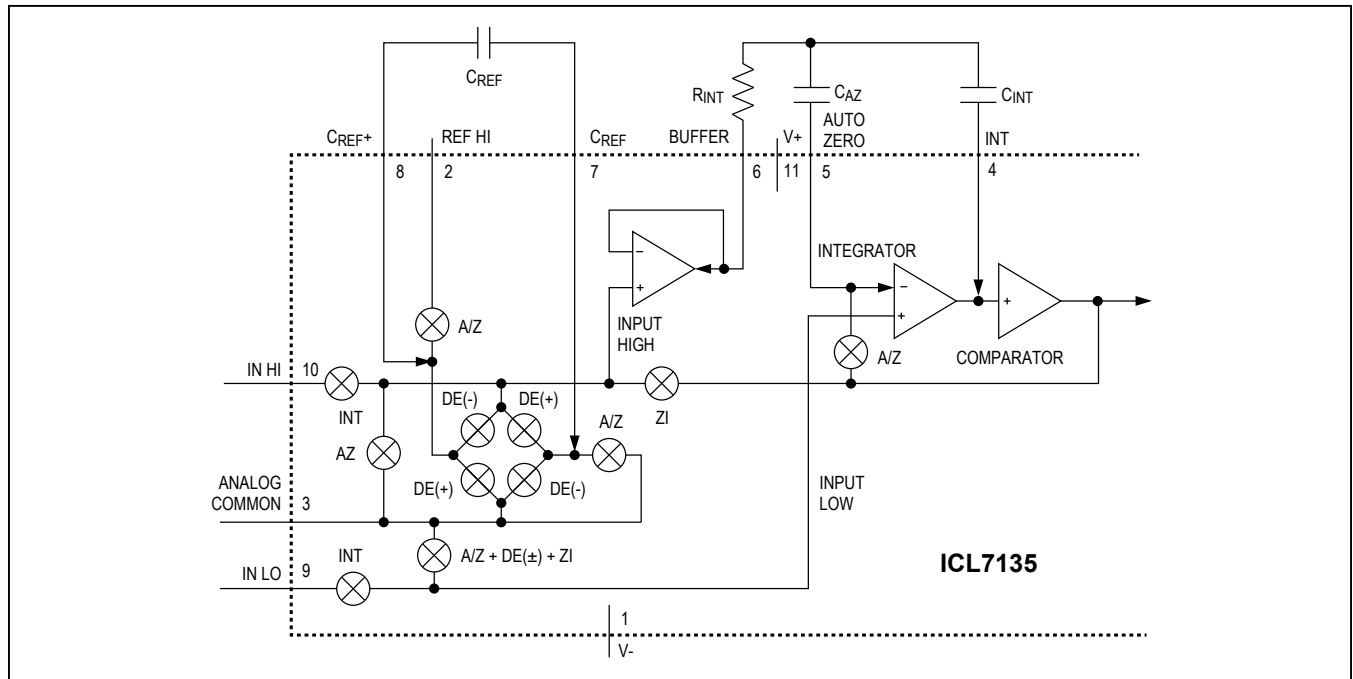 CREF
RINT
CAZ
CINT
AUTO
ZERO
CREF+
REF HI
CREF
BUFFER
V+
INT
8
2
7
6
11
5
4
INTEGRATOR
−
+
−
+
+
A/Z
INPUT
HIGH
A/Z
COMPARATOR
IN HI
10
INT
DE(-)
DE(+)
ZI
AZ
A/Z
DE(+)
DE(-)
ANALOG
COMMON
3
INPUT
LOW
INT
A/Z + DE(±) + ZI
IN LO
9
ICL7135
1
V-